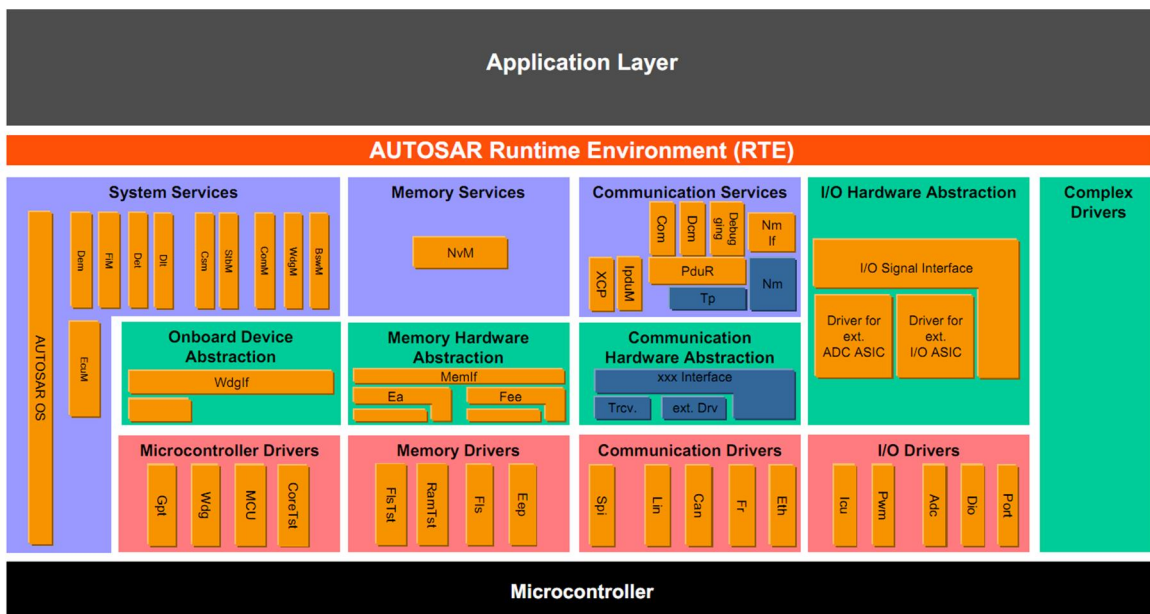 Application Layer
AUTOSAR Runtime Environment (RTE)
System Services
Dem
FiM
Det
Dlt
Csm
StbM
ComM
WdgM
BswM
AUTOSAR OS
EcuM
Memory Services
NvM
Communication Services
Com
Dcm
Debug
ging
Nm
If
XCP
IpduM
PduR
Tp
Nm
I/O Hardware Abstraction
I/O Signal Interface
Driver for
ext.
ADC ASIC
Driver for
ext.
I/O ASIC
Complex
Drivers
Onboard Device
Abstraction
WdgIf
Memory Hardware
Abstraction
MemIf
Ea
Fee
Communication
Hardware Abstraction
xxx Interface
Trcv.
ext. Drv
Microcontroller Drivers
Gpt
Wdg
MCU
CoreTst
Memory Drivers
FlsTst
RamTst
Fls
Eep
Communication Drivers
Spi
Lin
Can
Fr
Eth
I/O Drivers
Icu
Pwm
Adc
Dio
Port
Microcontroller